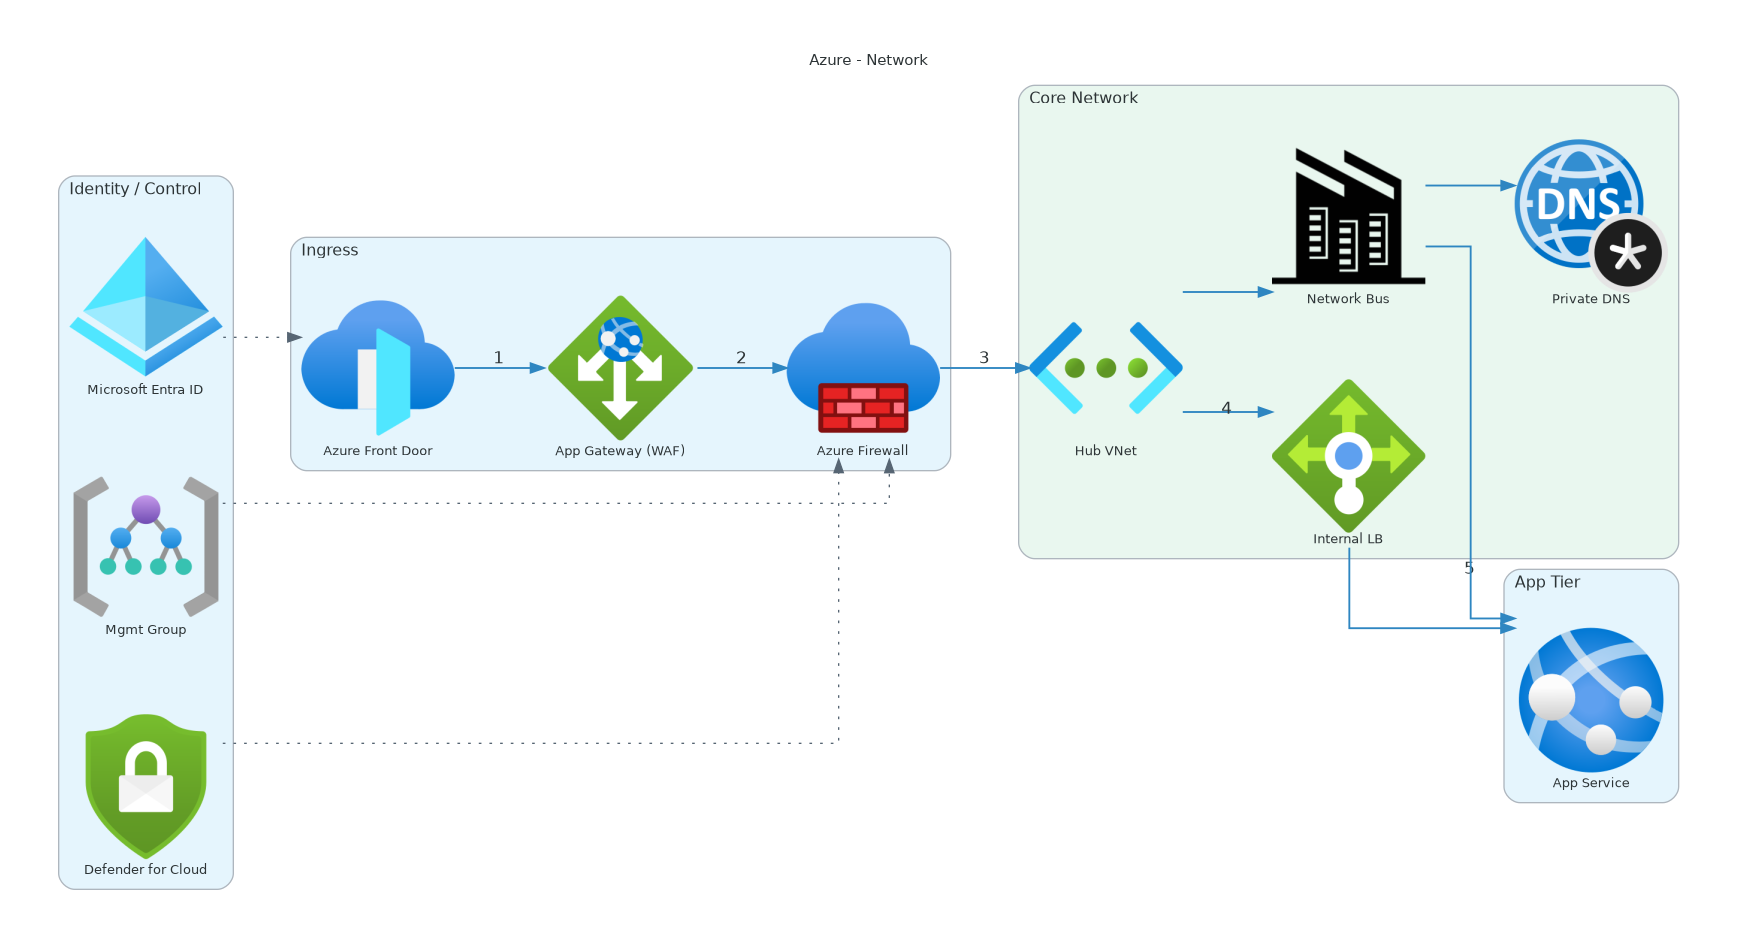 Azure - Network
Identity / Control
Microsoft Entra ID
Mgmt Group
Defender for Cloud
Ingress
Azure Front Door
1
App Gateway (WAF)
2
Azure Firewall
3
Core Network
Hub VNet
4
Network Bus
DNS
Private DNS
Internal LB
5
App Tier
App Service